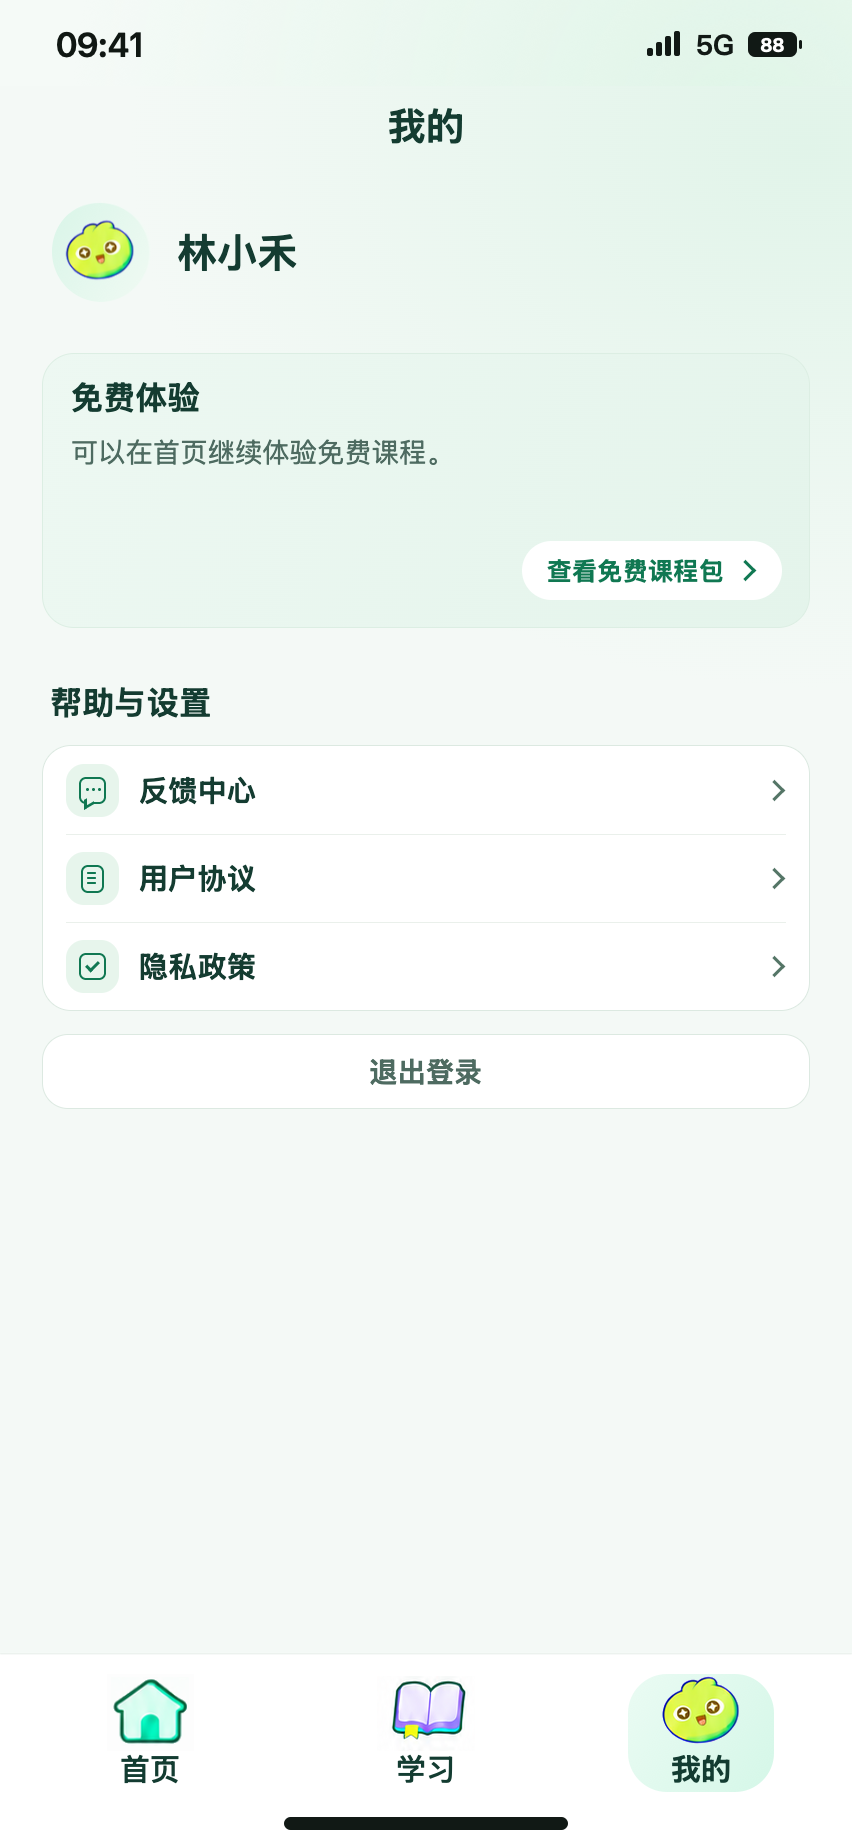 09:41
5G 88
我的
林小禾
免费体验
可以在首页继续体验免费课程。
查看免费课程包
帮助与设置
反馈中心
用户协议
隐私政策
退出登录
首页 学习 我的